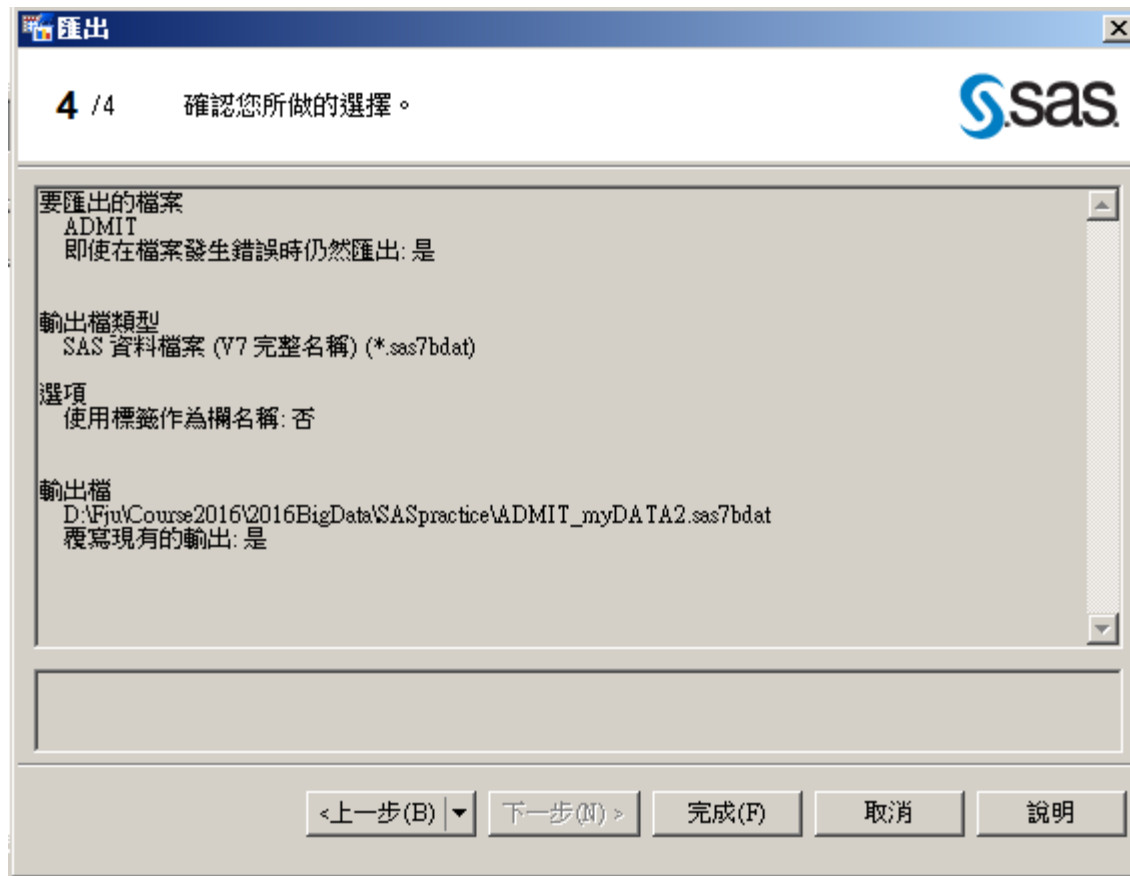 匯出
4 /4 確認您所做的選擇。
sas
要匯出的檔案
ADMIT
即使在檔案發生錯誤時仍然匯出: 是
輸出檔類型
SAS 資料檔案 (V7 完整名稱) (*.sas7bdat)
選項
使用標籤作為欄名稱: 否
輸出檔
D:\Fju\Course2016\2016BigData\SASpractice\ADMIT_myDATA2.sas7bdat
覆寫現有的輸出: 是
<上一步(B) 下一步(N) > 完成(F) 取消 說明